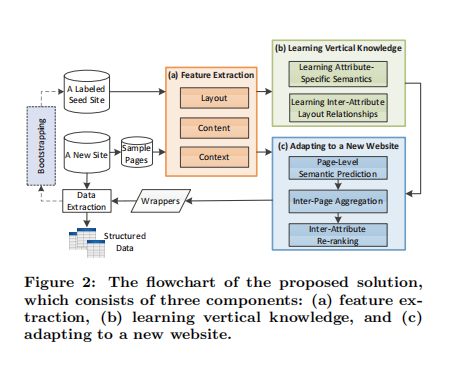 (b) Learning Vertical Knowledge
Learning Attribute-
Specific Semantics
Learning Inter-Attribute
Layout Relationships
(a) Feature Extraction
Layout
Content
Context
A Labeled
Seed Site
Bootstrapping
A New Site
Sample
Pages
(c) Adapting to a New Website
Page-Level
Semantic Prediction
Inter-Page Aggregation
Inter-Attribute
Re-ranking
Data
Extraction
Wrappers
Structured
Data
Figure 2: The flowchart of the proposed solution,
which consists of three components: (a) feature ex-
traction, (b) learning vertical knowledge, and (c)
adapting to a new website.